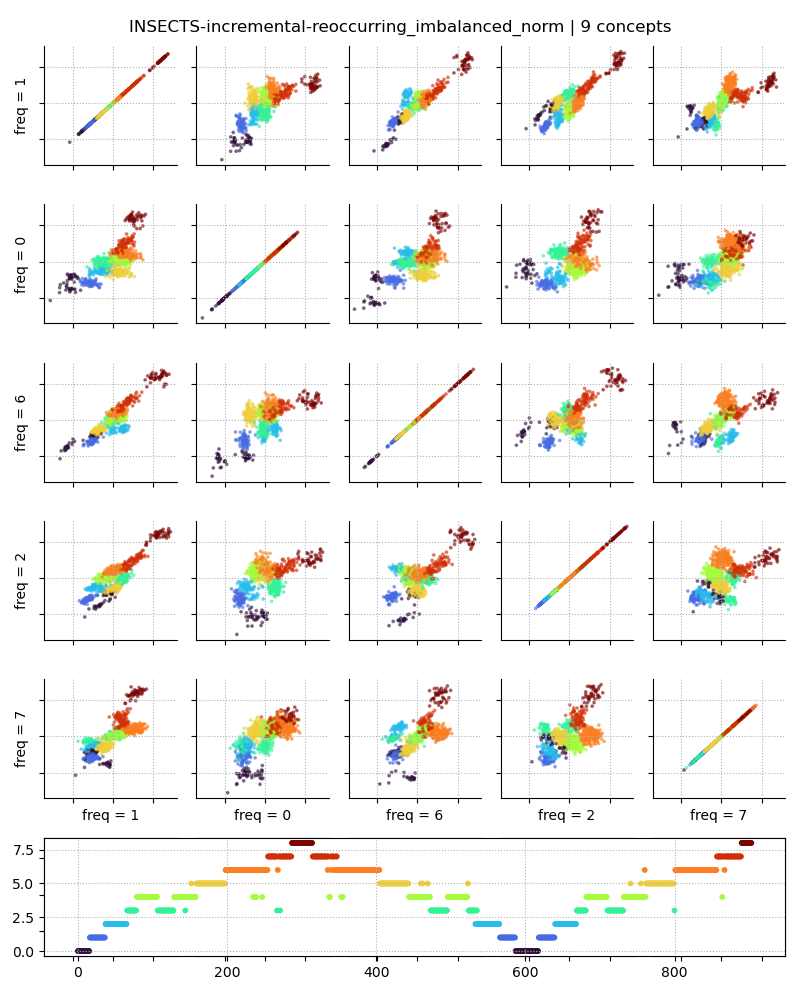 INSECTS-incremental-reoccurring_imbalanced_norm | 9 concepts
freq = 1
freq = 0
freq = 6
freq = 2
freq = 7
freq = 1 freq = 0 freq = 6 freq = 2 freq = 7
7.5
5.0
2.5
0.0
0 200 400 600 800